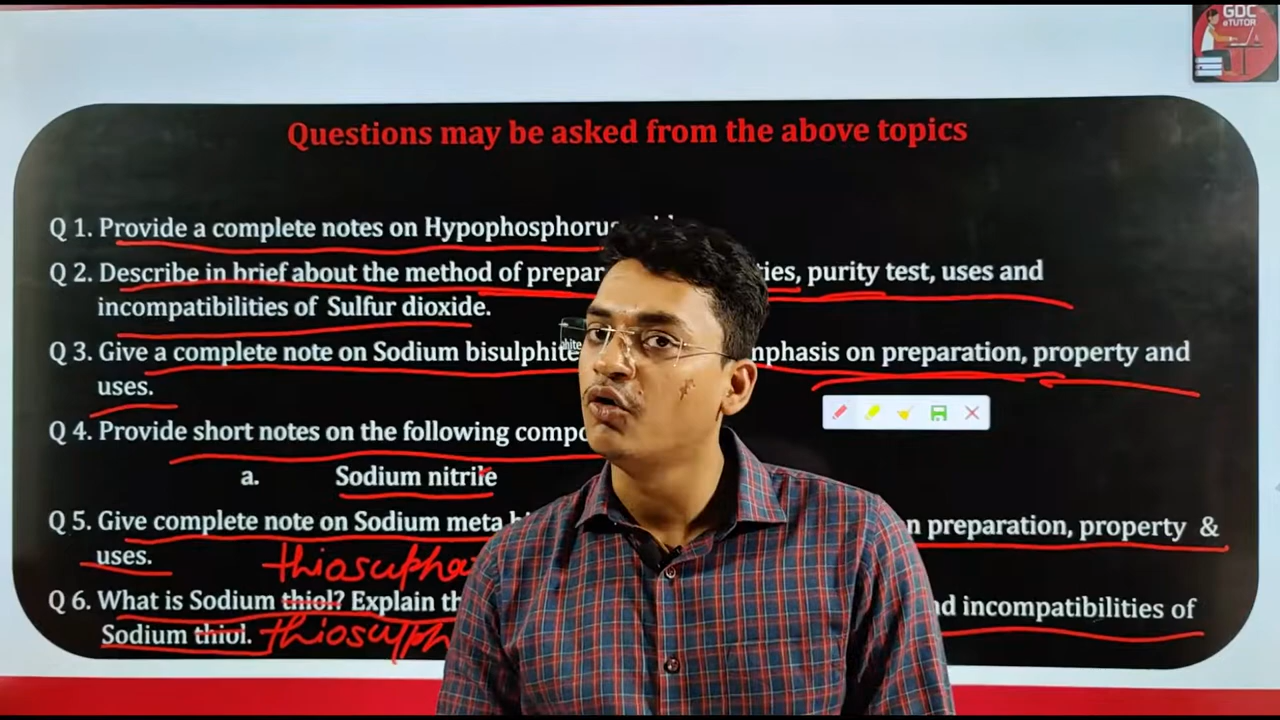 GDC
eTUTOR
Questions may be asked from the above topics
Q 1. Provide a complete notes on Hypophosphorus
Q 2. Describe in brief about the method of prepar ties, purity test, uses and
incompatibilities of Sulfur dioxide.
Q 3. Give a complete note on Sodium bisulphite nphasis on preparation, property and
uses.
Q 4. Provide short notes on the following compo
a. Sodium nitrile
Q 5. Give complete note on Sodium meta bi n preparation, property &
uses.
thiosupha
Q 6. What is Sodium thiol? Explain th nd incompatibilities of
Sodium thiol. thiosuph